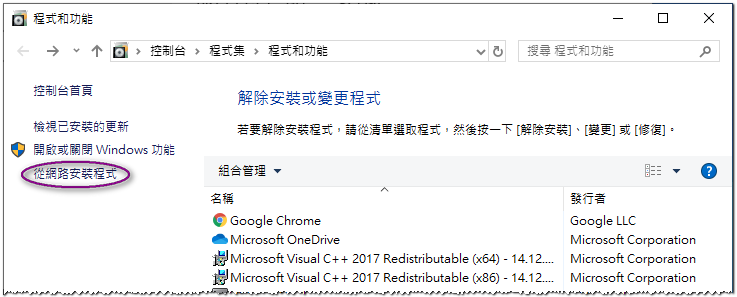 程式和功能
控制台 › 程式集 › 程式和功能
搜尋 程式和功能
控制台首頁
檢視已安裝的更新
開啟或關閉 Windows 功能
從網路安裝程式
解除安裝或變更程式
若要解除安裝程式，請從清單選取程式，然後按一下 [解除安裝]、[變更] 或 [修復]。
組合管理
名稱 發行者
Google Chrome Google LLC
Microsoft OneDrive Microsoft Corporation
Microsoft Visual C++ 2017 Redistributable (x64) - 14.12.... Microsoft Corporation
Microsoft Visual C++ 2017 Redistributable (x86) - 14.12.... Microsoft Corporation